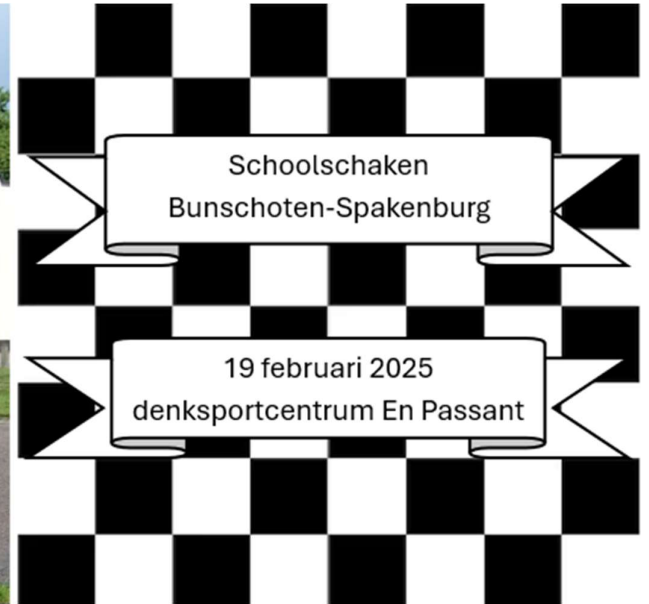 Schoolschaken
Bunschoten-Spakenburg
19 februari 2025
denksportcentrum En Passant